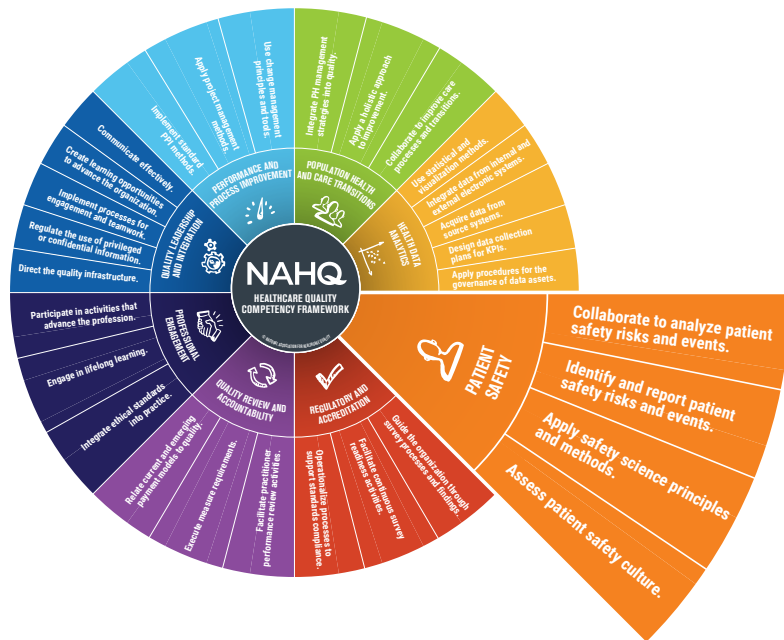 NAHQ
HEALTHCARE QUALITY
COMPETENCY FRAMEWORK
POPULATION HEALTH
AND CARE TRANSITIONS
Integrate PH management
strategies into quality.
Apply a holistic approach
to improvement.
Collaborate to improve care
processes and transitions.
HEALTH DATA
ANALYTICS
Use statistical and
visualization methods.
Integrate data from internal and
external electronic systems.
Acquire data from
source systems.
Design data collection
plans for KPIs.
Apply procedures for the
governance of data assets.
PATIENT
SAFETY
Collaborate to analyze patient
safety risks and events.
Identify and report patient
safety risks and events.
Apply safety science principles
and methods.
Assess patient safety culture.
REGULATORY AND
ACCREDITATION
Guide the organization through
survey processes and findings.
Facilitate continuous survey
readiness activities.
Operationalize processes to
support standards compliance.
QUALITY REVIEW AND
ACCOUNTABILITY
Facilitate practitioner
performance review activities.
Execute measure requirements.
Relate current and emerging
payment models to quality.
PROFESSIONAL
ENGAGEMENT
Integrate ethical standards
into practice.
Engage in lifelong learning.
Participate in activities that
advance the profession.
QUALITY LEADERSHIP
AND INTEGRATION
Direct the quality infrastructure.
Regulate the use of privileged
or confidential information.
Implement processes for
engagement and teamwork.
Create learning opportunities
to advance the organization.
Communicate effectively.
PERFORMANCE AND
PROCESS IMPROVEMENT
Implement standard
PPI methods.
Apply project management
methods.
Use change management
principles and tools.